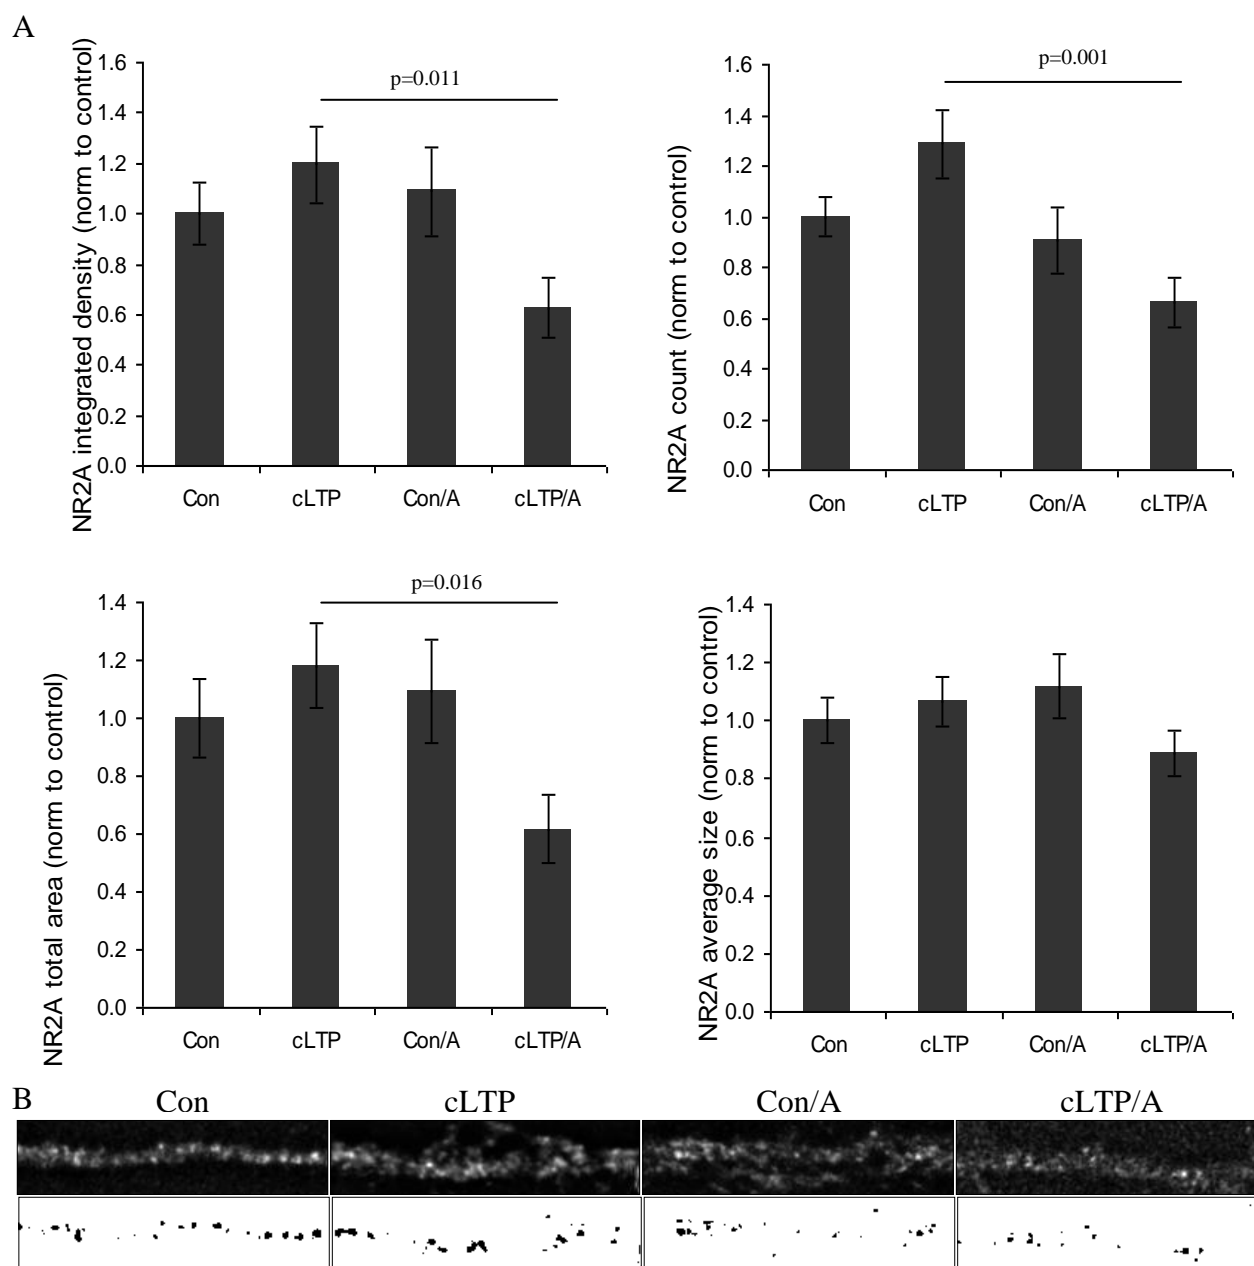 A
NR2A integrated density (norm to control)
1.6
1.4
1.2
1.0
0.8
0.6
0.4
0.2
0.0
p=0.011
Con cLTP Con/A cLTP/A
NR2A count (norm to control)
1.6
1.4
1.2
1.0
0.8
0.6
0.4
0.2
0.0
p=0.001
Con cLTP Con/A cLTP/A
NR2A total area (norm to control)
1.4
1.2
1.0
0.8
0.6
0.4
0.2
0.0
p=0.016
Con cLTP Con/A cLTP/A
NR2A average size (norm to control)
1.4
1.2
1.0
0.8
0.6
0.4
0.2
0.0
Con cLTP Con/A cLTP/A
B
Con cLTP Con/A cLTP/A